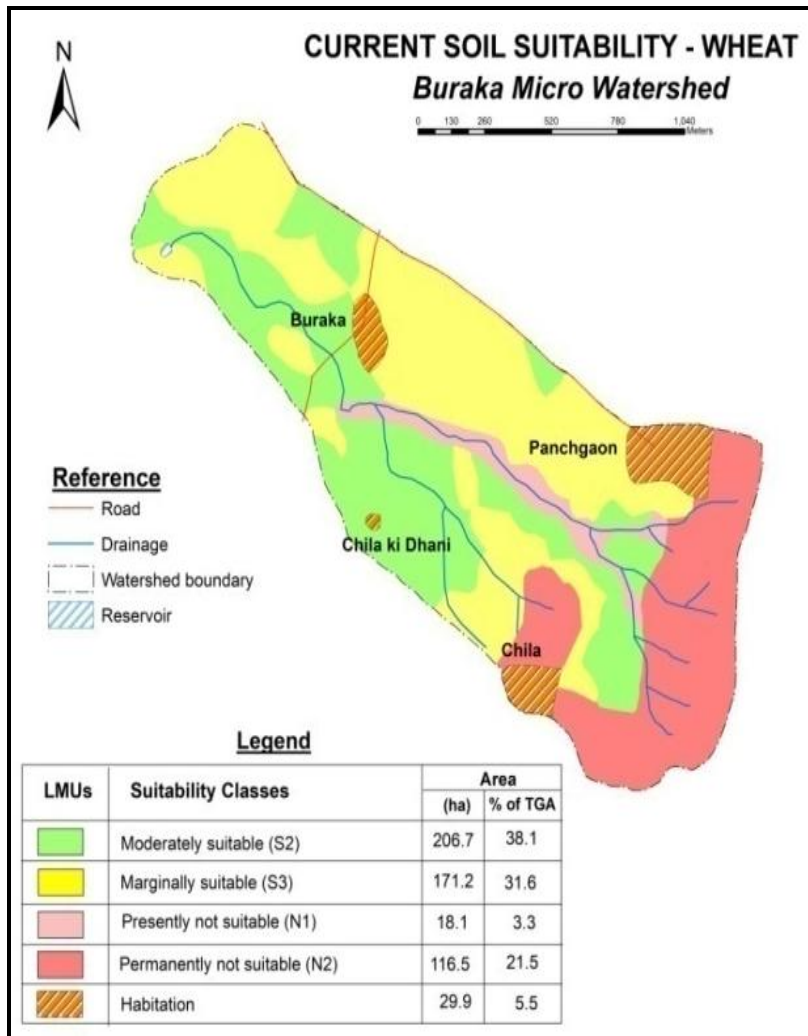 CURRENT SOIL SUITABILITY - WHEAT
Buraka Micro Watershed
N
0 130 260 520 780 1,040
Meters
Buraka
Panchgaon
Chila ki Dhani
Chila
Reference
Road
Drainage
Watershed boundary
Reservoir
Legend
LMUs Suitability Classes Area
(ha) % of TGA
Moderately suitable (S2) 206.7 38.1
Marginally suitable (S3) 171.2 31.6
Presently not suitable (N1) 18.1 3.3
Permanently not suitable (N2) 116.5 21.5
Habitation 29.9 5.5